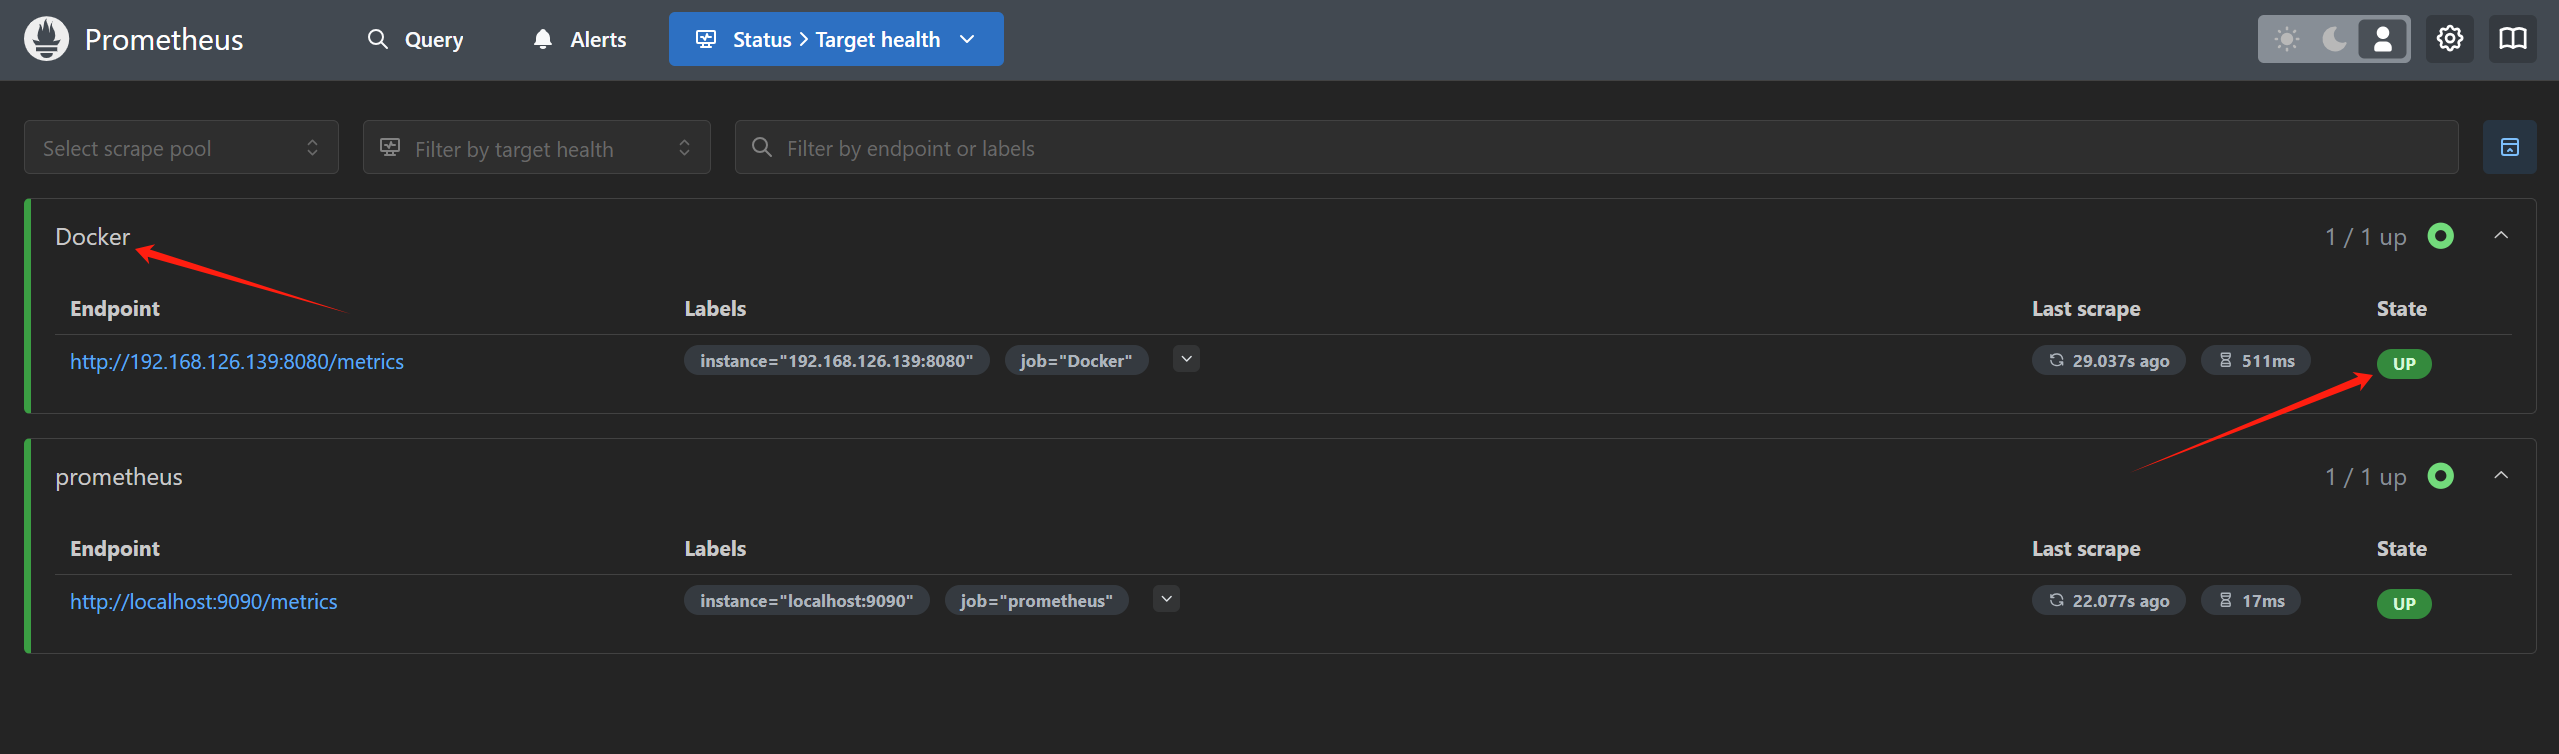 Prometheus Query Alerts Status > Target health
Select scrape pool Filter by target health Filter by endpoint or labels
Docker 1 / 1 up
Endpoint Labels Last scrape State
http://192.168.126.139:8080/metrics instance="192.168.126.139:8080" job="Docker" 29.037s ago 511ms UP
prometheus 1 / 1 up
Endpoint Labels Last scrape State
http://localhost:9090/metrics instance="localhost:9090" job="prometheus" 22.077s ago 17ms UP